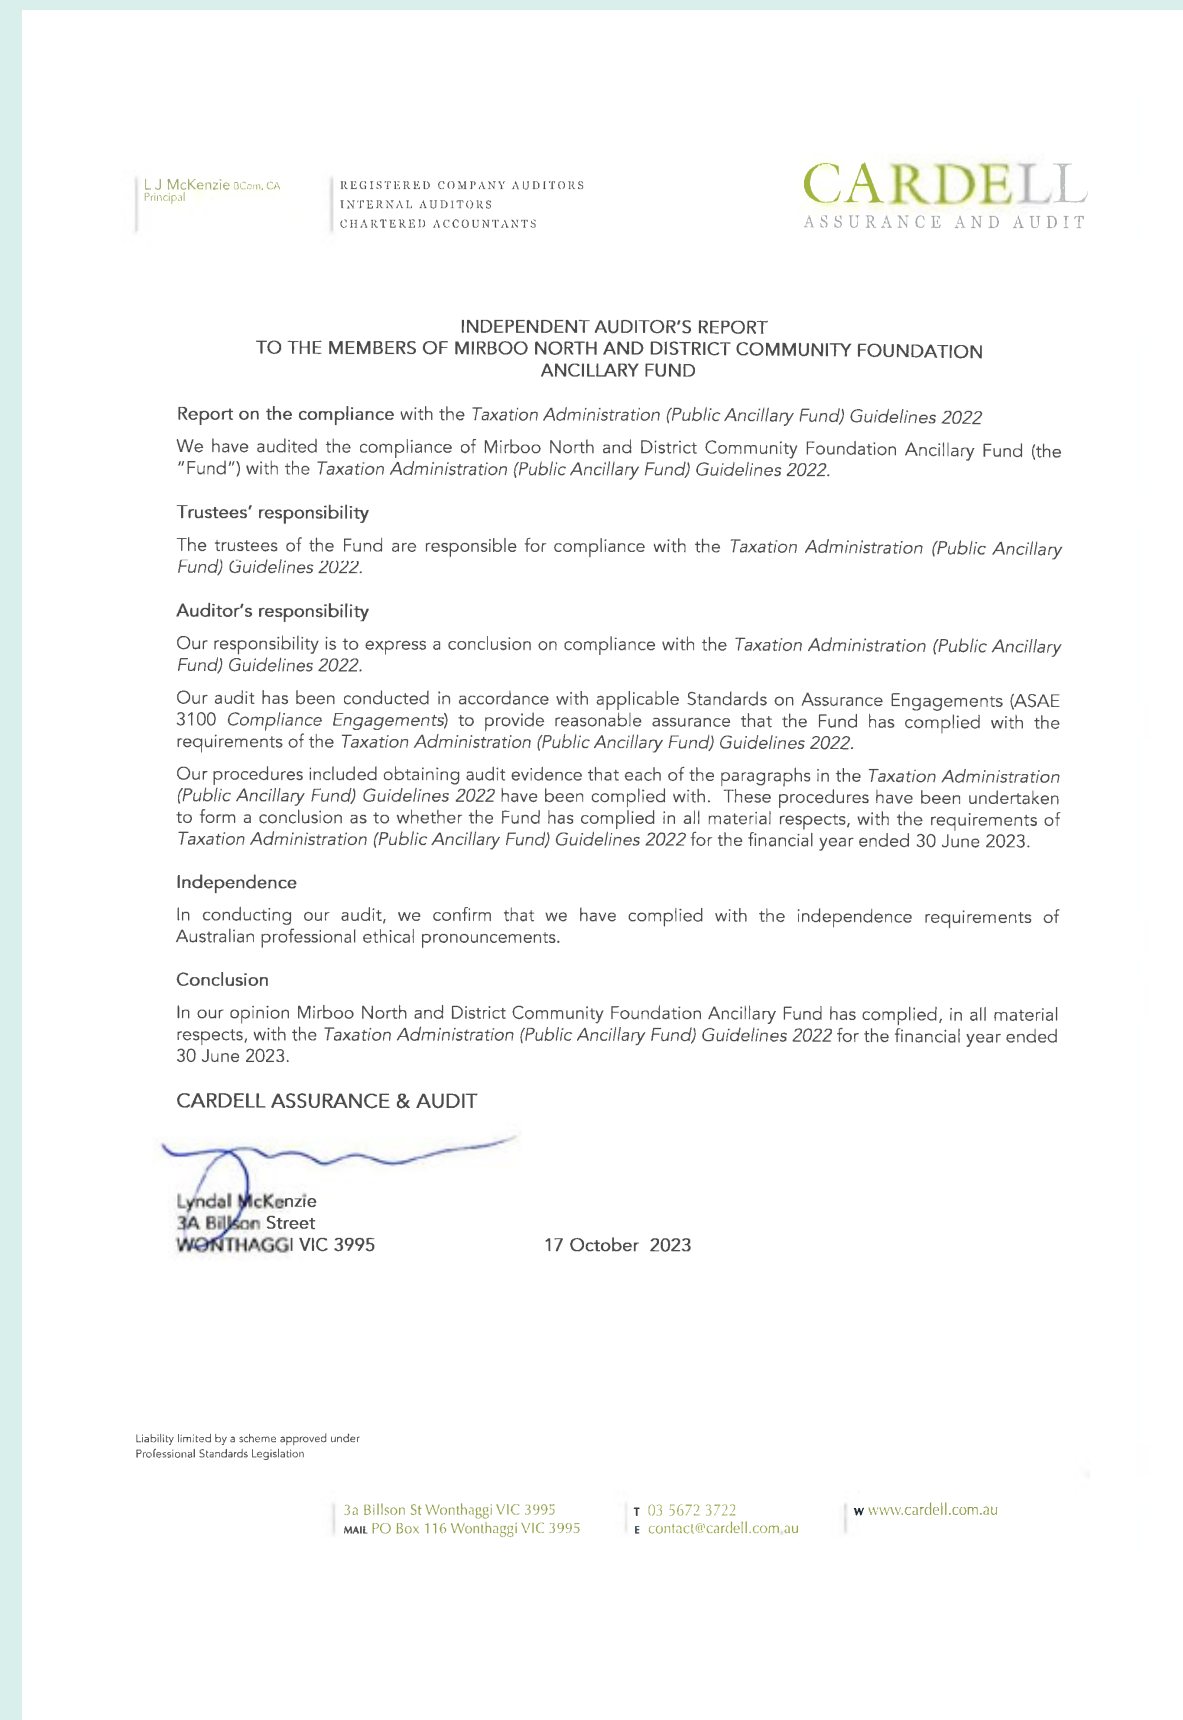 L J McKenzie BCom, CA
Principal
REGISTERED COMPANY AUDITORS
INTERNAL AUDITORS
CHARTERED ACCOUNTANTS
CARDELL
ASSURANCE AND AUDIT
INDEPENDENT AUDITOR'S REPORT
TO THE MEMBERS OF MIRBOO NORTH AND DISTRICT COMMUNITY FOUNDATION
ANCILLARY FUND
Report on the compliance with the Taxation Administration (Public Ancillary Fund) Guidelines 2022
We have audited the compliance of Mirboo North and District Community Foundation Ancillary Fund (the
"Fund") with the Taxation Administration (Public Ancillary Fund) Guidelines 2022.
Trustees' responsibility
The trustees of the Fund are responsible for compliance with the Taxation Administration (Public Ancillary
Fund) Guidelines 2022.
Auditor's responsibility
Our responsibility is to express a conclusion on compliance with the Taxation Administration (Public Ancillary
Fund) Guidelines 2022.
Our audit has been conducted in accordance with applicable Standards on Assurance Engagements (ASAE
3100 Compliance Engagements) to provide reasonable assurance that the Fund has complied with the
requirements of the Taxation Administration (Public Ancillary Fund) Guidelines 2022.
Our procedures included obtaining audit evidence that each of the paragraphs in the Taxation Administration
(Public Ancillary Fund) Guidelines 2022 have been complied with. These procedures have been undertaken
to form a conclusion as to whether the Fund has complied in all material respects, with the requirements of
Taxation Administration (Public Ancillary Fund) Guidelines 2022 for the financial year ended 30 June 2023.
Independence
In conducting our audit, we confirm that we have complied with the independence requirements of
Australian professional ethical pronouncements.
Conclusion
In our opinion Mirboo North and District Community Foundation Ancillary Fund has complied, in all material
respects, with the Taxation Administration (Public Ancillary Fund) Guidelines 2022 for the financial year ended
30 June 2023.
CARDELL ASSURANCE & AUDIT
Lyndal McKenzie
3A Billson Street
WONTHAGGI VIC 3995 17 October 2023
Liability limited by a scheme approved under
Professional Standards Legislation
3a Billson St Wonthaggi VIC 3995
MAIL PO Box 116 Wonthaggi VIC 3995
T 03 5672 3722
E contact@cardell.com.au
W www.cardell.com.au